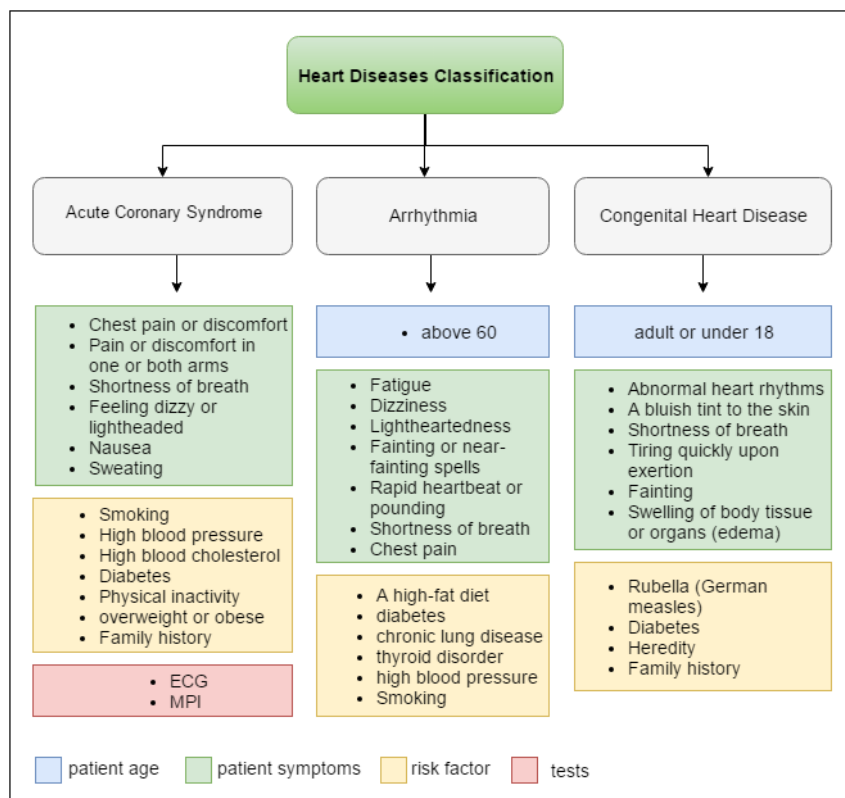 Heart Diseases Classification
Acute Coronary Syndrome
Arrhythmia
Congenital Heart Disease
• Chest pain or discomfort
• Pain or discomfort in
one or both arms
• Shortness of breath
• Feeling dizzy or
lightheaded
• Nausea
• Sweating
• Smoking
• High blood pressure
• High blood cholesterol
• Diabetes
• Physical inactivity
• overweight or obese
• Family history
• ECG
• MPI
• above 60
• Fatigue
• Dizziness
• Lightheartedness
• Fainting or near-
fainting spells
• Rapid heartbeat or
pounding
• Shortness of breath
• Chest pain
• A high-fat diet
• diabetes
• chronic lung disease
• thyroid disorder
• high blood pressure
• Smoking
adult or under 18
• Abnormal heart rhythms
• A bluish tint to the skin
• Shortness of breath
• Tiring quickly upon
exertion
• Fainting
• Swelling of body tissue
or organs (edema)
• Rubella (German
measles)
• Diabetes
• Heredity
• Family history
patient age
patient symptoms
risk factor
tests